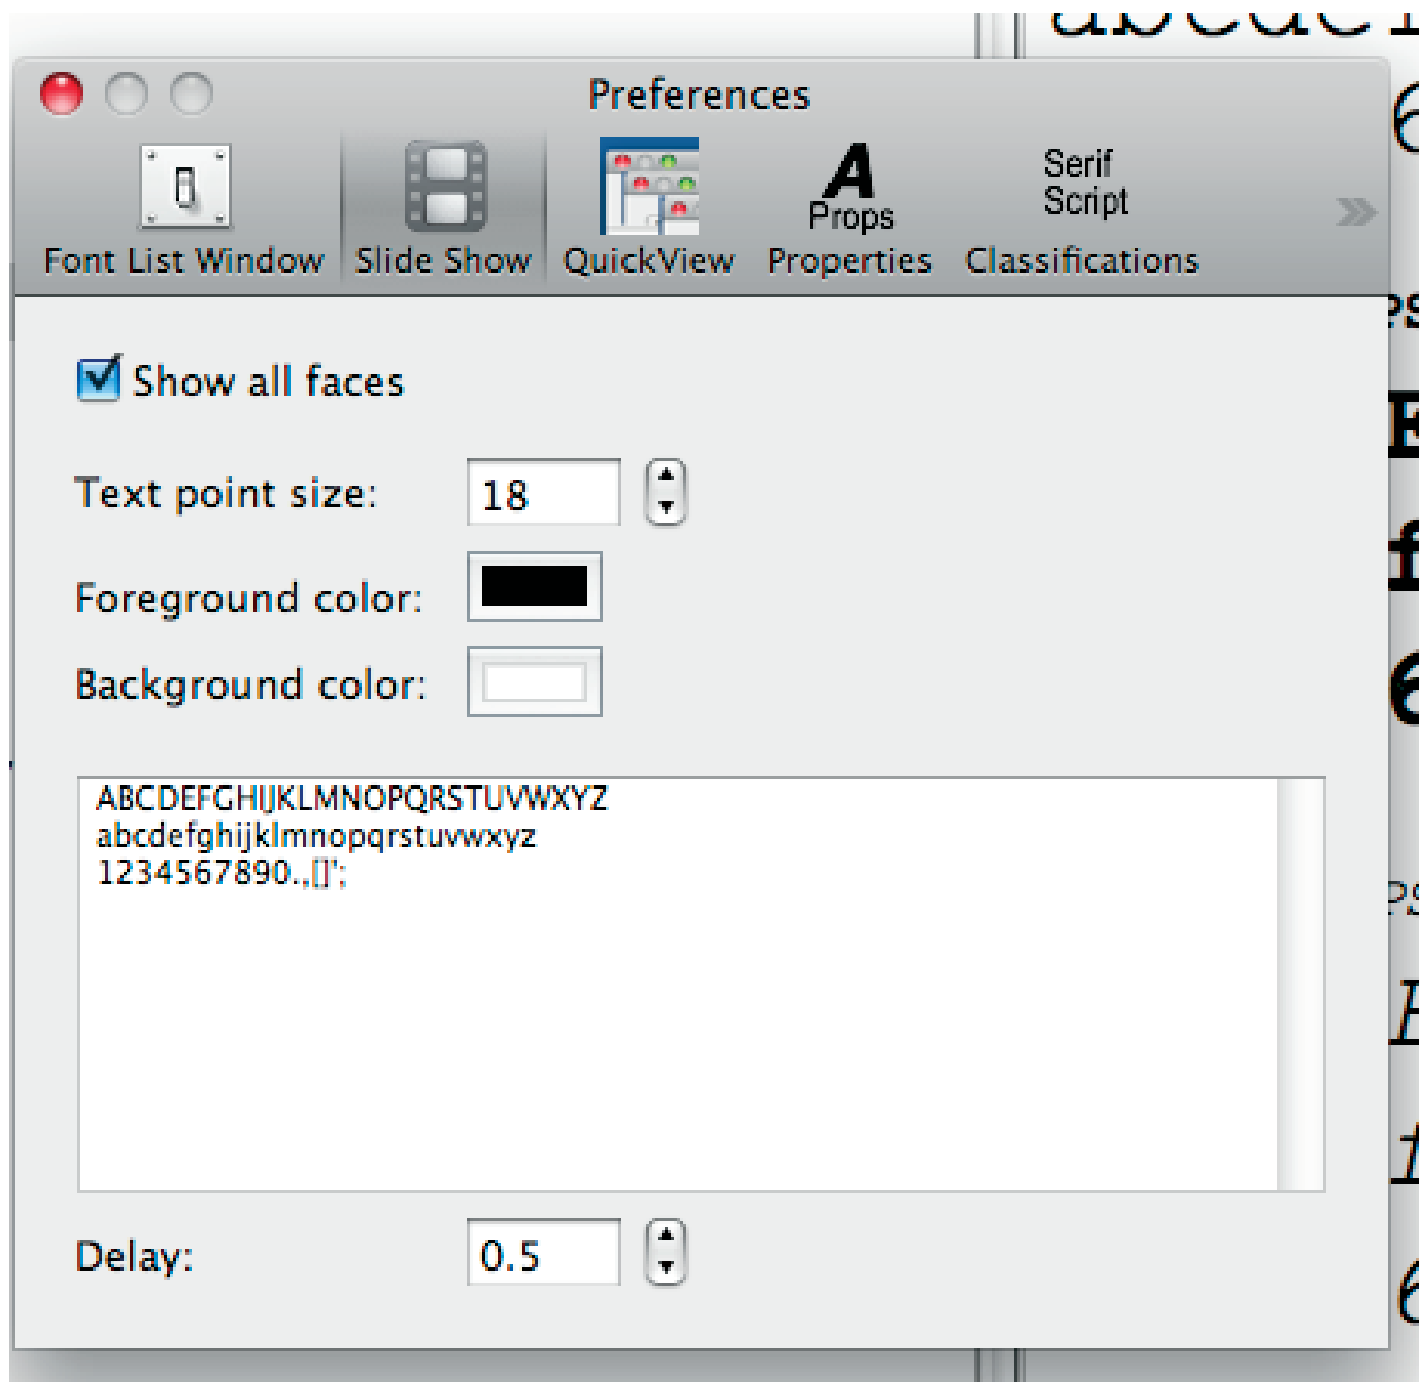 abcdef
Preferences
Props
Serif
Script
Font List Window
Slide Show
QuickView
Properties
Classifications
Show all faces
Text point size: 18
Foreground color:
Background color:
ABCDEFGHIJKLMNOPQRSTUVWXYZ
abcdefghijklmnopqrstuvwxyz
1234567890.,[]';
Delay: 0.5